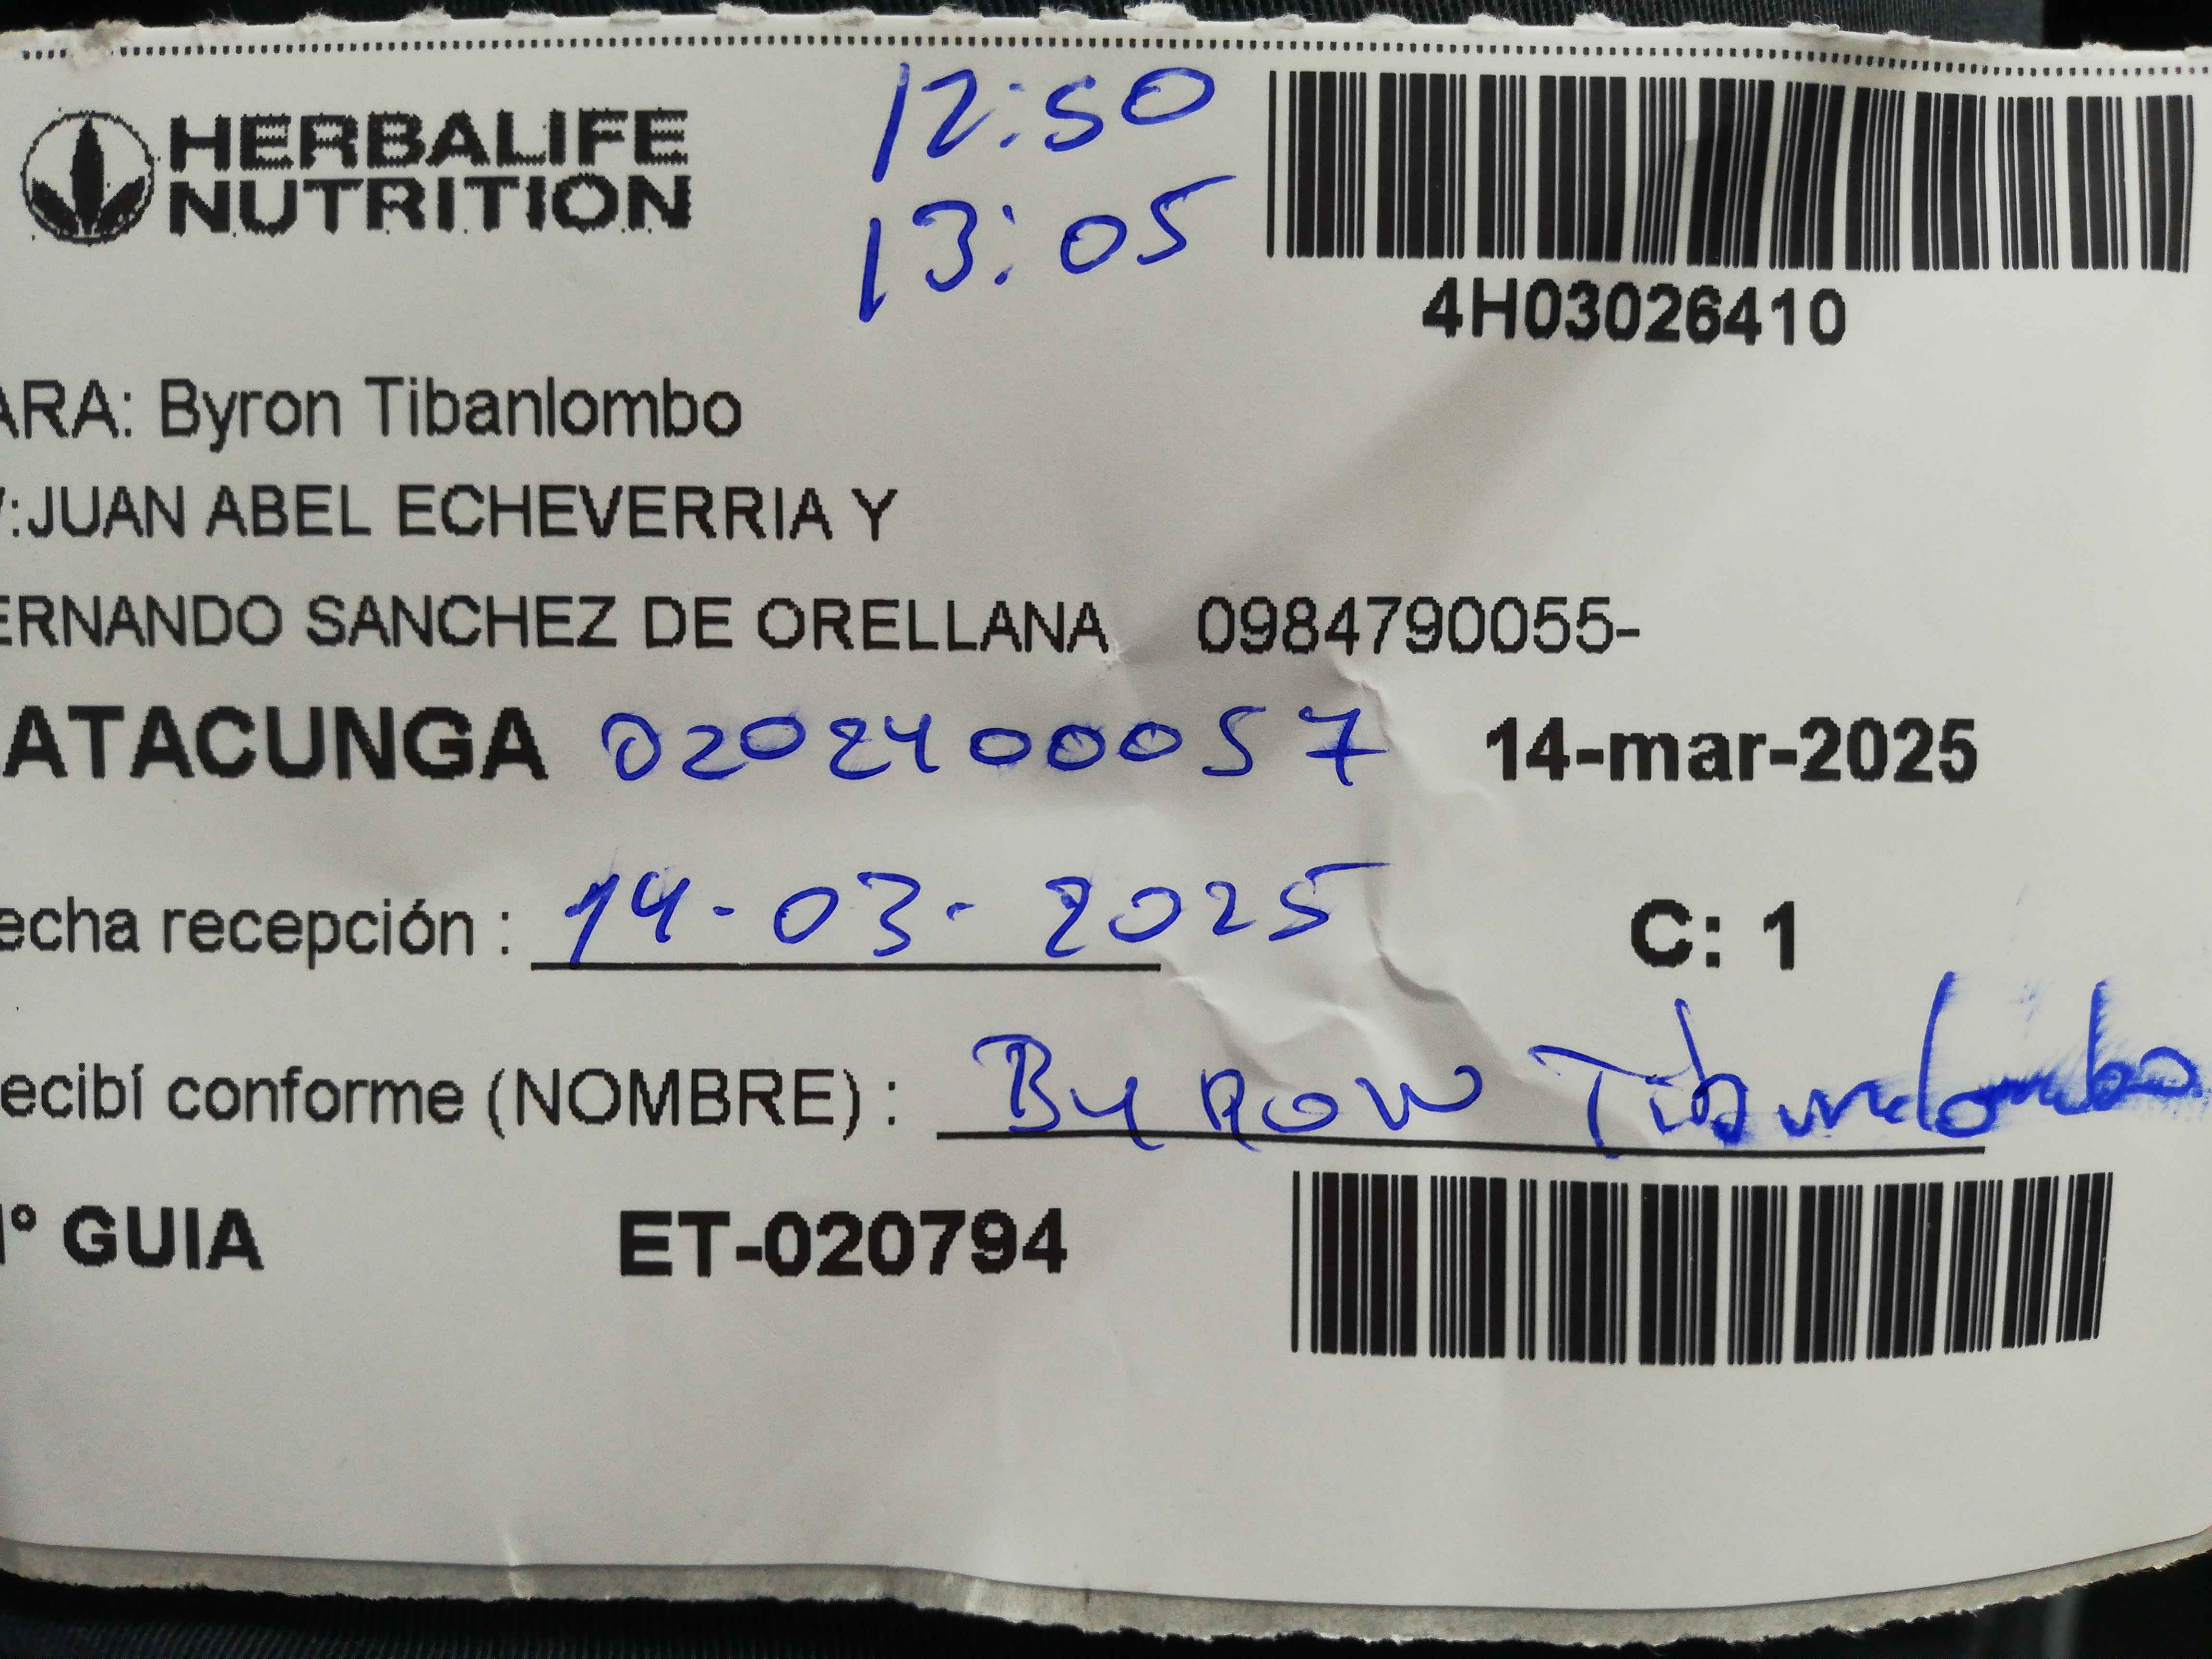 HERBALIFE
NUTRITION
12:50
13:05
4H03026410
ARA: Byron Tibanlombo
:JUAN ABEL ECHEVERRIA Y
ERNANDO SANCHEZ DE ORELLANA 0984790055-
ATACUNGA 0202400057 14-mar-2025
echa recepción : 14-03-2025 C: 1
ecibí conforme (NOMBRE) : Byron Tibanlombo
° GUIA ET-020794